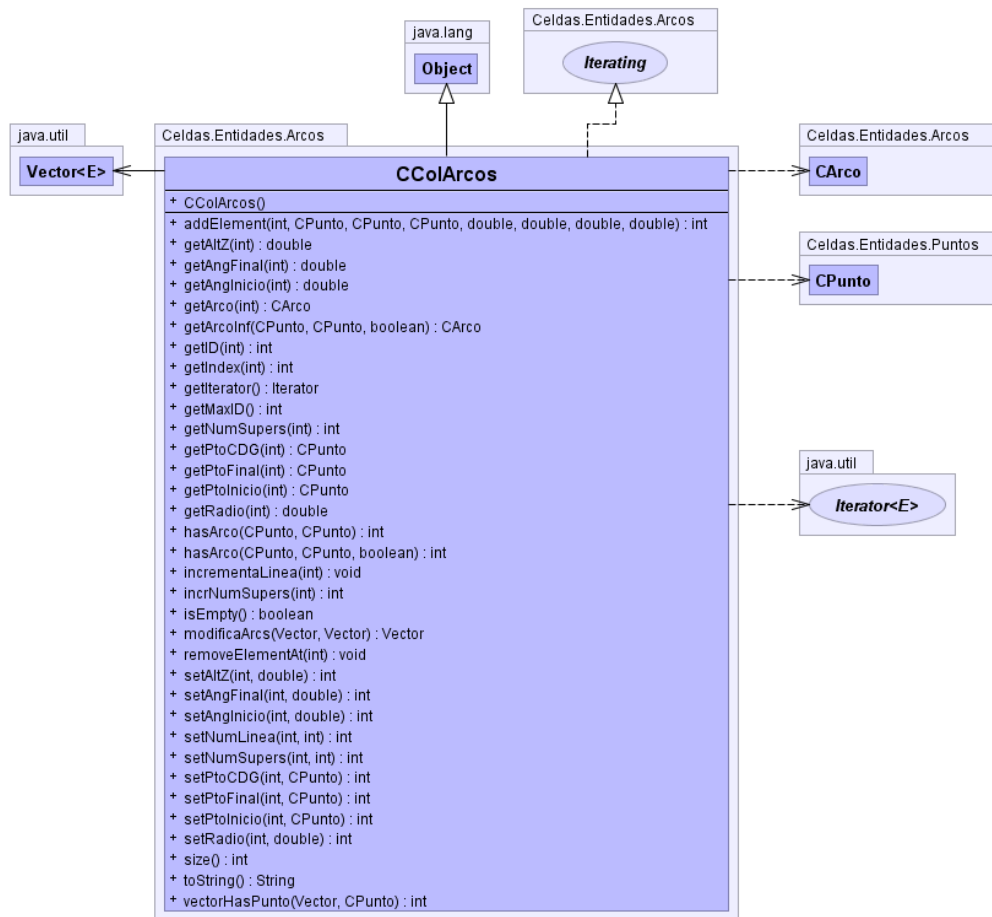 java.lang
Object
Celdas.Entidades.Arcos
Iterating
java.util
Vector<E>
Celdas.Entidades.Arcos
CColArcos
+ CColArcos()
+ addElement(int, CPunto, CPunto, CPunto, double, double, double, double) : int
+ getAltZ(int) : double
+ getAngFinal(int) : double
+ getAngInicio(int) : double
+ getArco(int) : CArco
+ getArcoInf(CPunto, CPunto, boolean) : CArco
+ getID(int) : int
+ getIndex(int) : int
+ getIterator() : Iterator
+ getMaxID() : int
+ getNumSupers(int) : int
+ getPtoCDG(int) : CPunto
+ getPtoFinal(int) : CPunto
+ getPtoInicio(int) : CPunto
+ getRadio(int) : double
+ hasArco(CPunto, CPunto) : int
+ hasArco(CPunto, CPunto, boolean) : int
+ incrementaLinea(int) : void
+ incrNumSupers(int) : int
+ isEmpty() : boolean
+ modificaArcs(Vector, Vector) : Vector
+ removeElementAt(int) : void
+ setAltZ(int, double) : int
+ setAngFinal(int, double) : int
+ setAngInicio(int, double) : int
+ setNumLinea(int, int) : int
+ setNumSupers(int, int) : int
+ setPtoCDG(int, CPunto) : int
+ setPtoFinal(int, CPunto) : int
+ setPtoInicio(int, CPunto) : int
+ setRadio(int, double) : int
+ size() : int
+ toString() : String
+ vectorHasPunto(Vector, CPunto) : int
Celdas.Entidades.Arcos
CArco
Celdas.Entidades.Puntos
CPunto
java.util
Iterator<E>